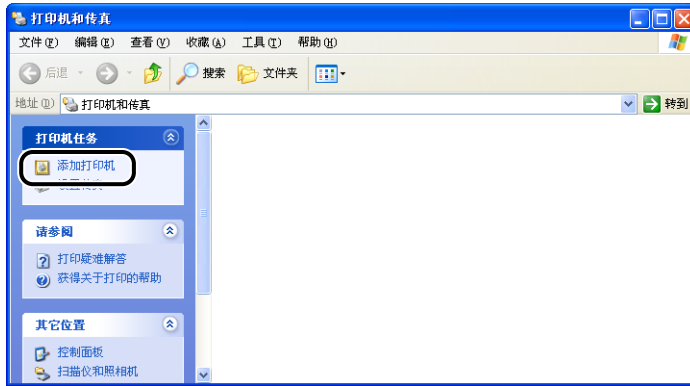 打印机和传真
文件(F) 编辑(E) 查看(V) 收藏(A) 工具(T) 帮助(H)
后退 搜索 文件夹
地址(D) 打印机和传真 转到
打印机任务
添加打印机
请参阅
打印疑难解答
获得关于打印的帮助
其它位置
控制面板
扫描仪和照相机